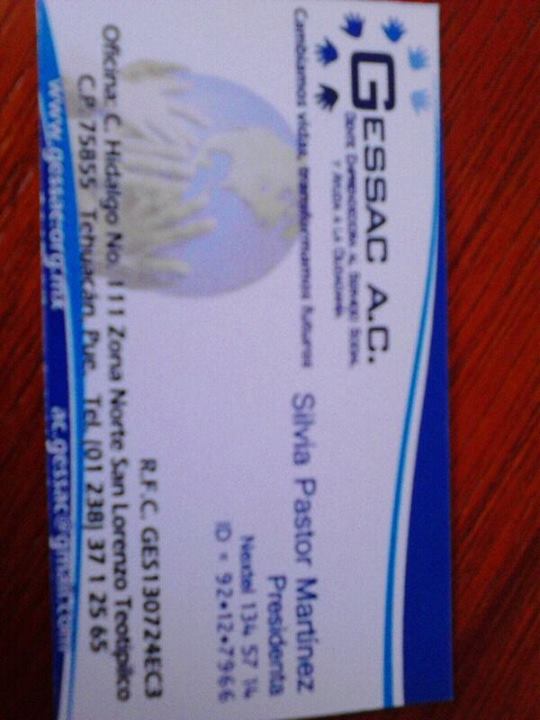 GESSAC A.C.
GENTE EMPRENDEDORA AL SERVICIO SOCIAL
Y AYUDA A LA CIUDADANÍA
Cambiamos vidas, transformamos futuros
Silvia Pastor Martínez
Presidenta
Nextel 134 57 14
ID = 92•12•7966
R.F.C. GES130724EC3
Oficina: C. Hidalgo No. 111 Zona Norte San Lorenzo Teotipilco
C.P. 75855 Tehuacán, Pue. Tel. (01 238) 37 1 25 65
www.gessac.org.mx ac.gessac@gmail.com